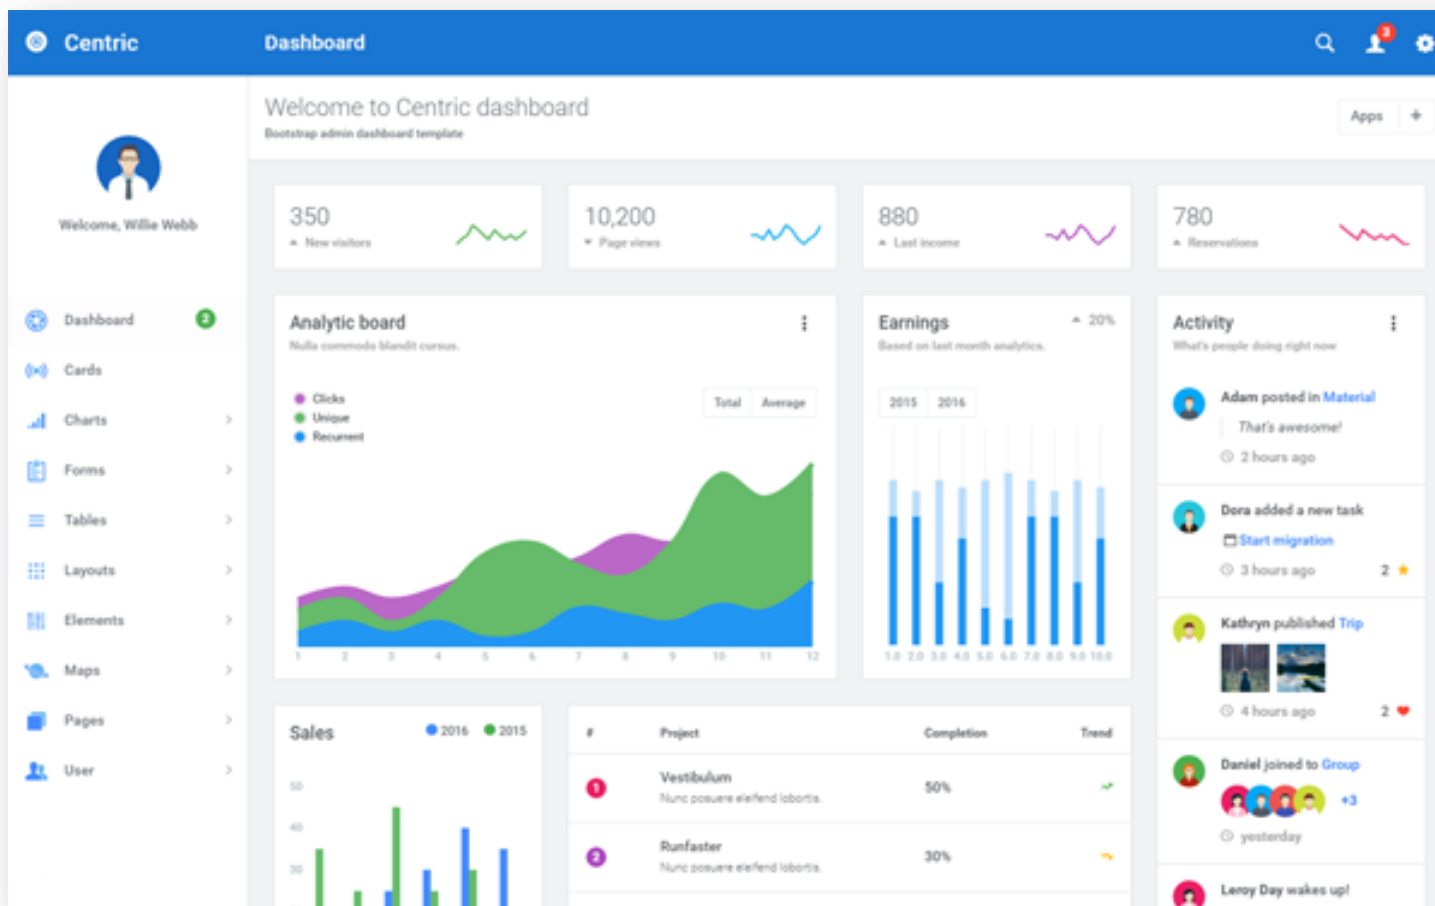 Centric
Dashboard
3
Welcome to Centric dashboard
Bootstrap admin dashboard template
Apps +
Welcome, Willie Webb
Dashboard 2
Cards
Charts
Forms
Tables
Layouts
Elements
Maps
Pages
User
350
New visitors
10,200
Page views
880
Last income
780
Reservations
Analytic board
Nulla commodo blandit cursus.
Clicks
Unique
Recurrent
Total Average
1 2 3 4 5 6 7 8 9 10 11 12
Earnings 20%
Based on last month analytics.
2015 2016
1.0 2.0 3.0 4.0 5.0 6.0 7.0 8.0 9.0 10.0
Activity
What's people doing right now
Adam posted in Material
That's awesome!
2 hours ago
Dora added a new task
Start migration
3 hours ago 2
Kathryn published Trip
4 hours ago 2
Daniel joined to Group
+3
yesterday
Leroy Day wakes up!
Sales 2016 2015
50
40
30
# Project Completion Trend
1 Vestibulum 50%
Nunc posuere eleifend lobortis.
2 Runfaster 30%
Nunc posuere eleifend lobortis.